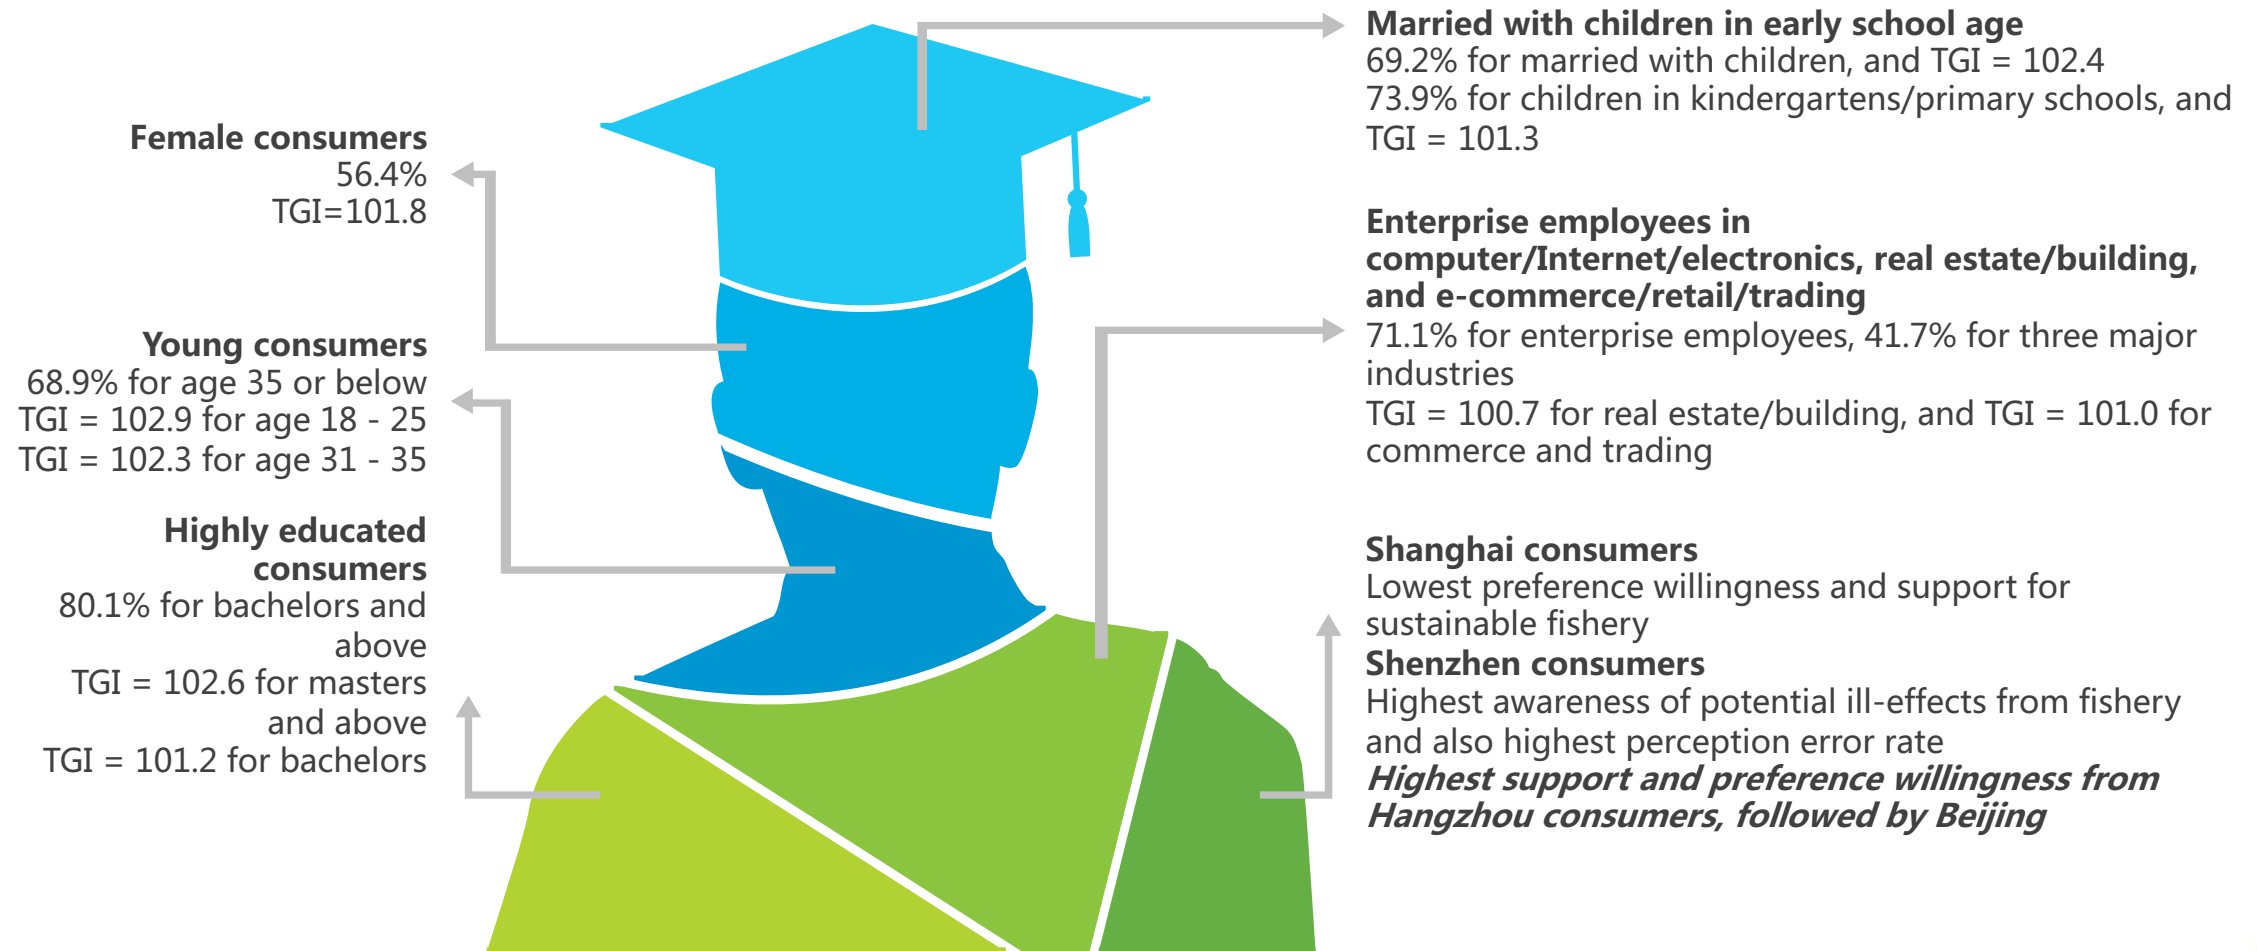 Female consumers
56.4%
TGI=101.8
Young consumers
68.9% for age 35 or below
TGI = 102.9 for age 18 - 25
TGI = 102.3 for age 31 - 35
Highly educated
consumers
80.1% for bachelors and
above
TGI = 102.6 for masters
and above
TGI = 101.2 for bachelors
Married with children in early school age
69.2% for married with children, and TGI = 102.4
73.9% for children in kindergartens/primary schools, and
TGI = 101.3
Enterprise employees in
computer/Internet/electronics, real estate/building,
and e-commerce/retail/trading
71.1% for enterprise employees, 41.7% for three major
industries
TGI = 100.7 for real estate/building, and TGI = 101.0 for
commerce and trading
Shanghai consumers
Lowest preference willingness and support for
sustainable fishery
Shenzhen consumers
Highest awareness of potential ill-effects from fishery
and also highest perception error rate
Highest support and preference willingness from
Hangzhou consumers, followed by Beijing